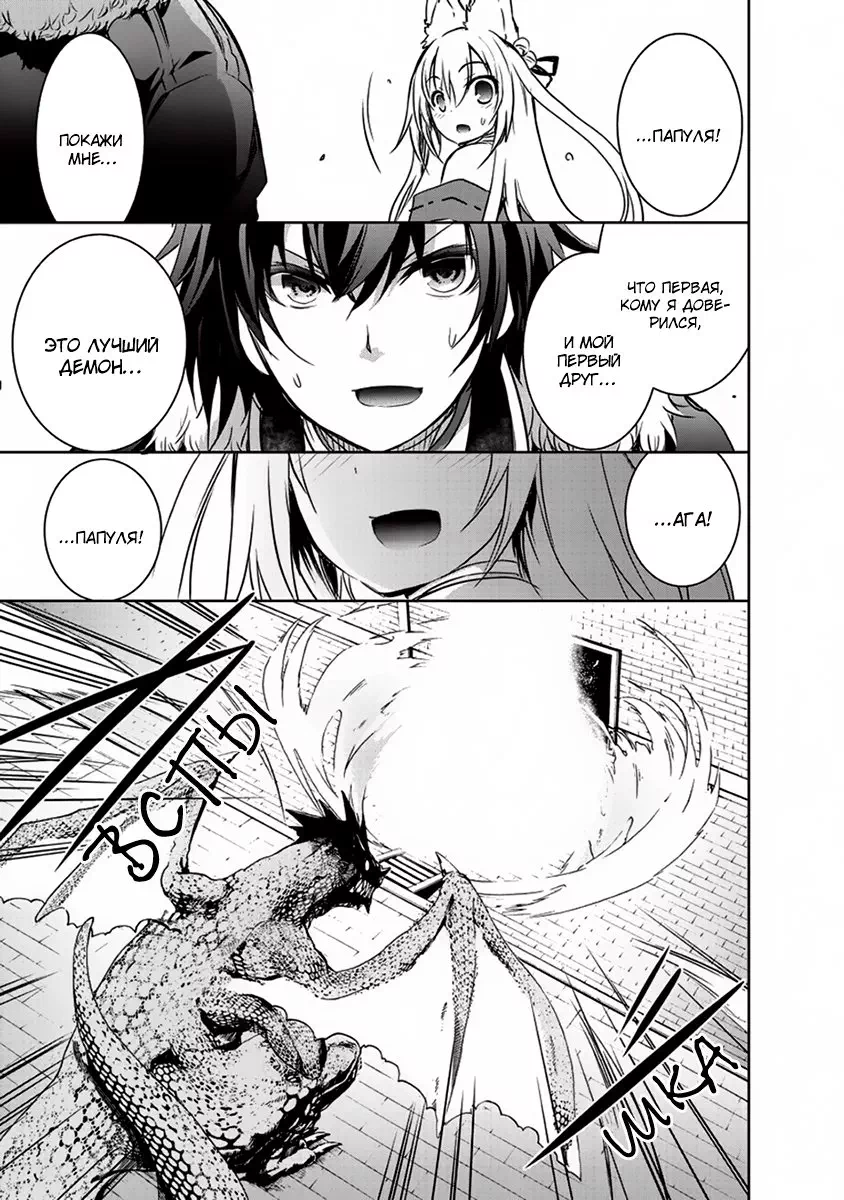 ...ПАПУЛЯ!
ПОКАЖИ
МНЕ...
ЧТО ПЕРВАЯ,
КОМУ Я ДОВЕ-
РИЛСЯ,
И МОЙ
ПЕРВЫЙ
ДРУГ...
ЭТО ЛУЧШИЙ
ДЕМОН...
...АГА!
...ПАПУЛЯ!
ВСПЫ
ШКА